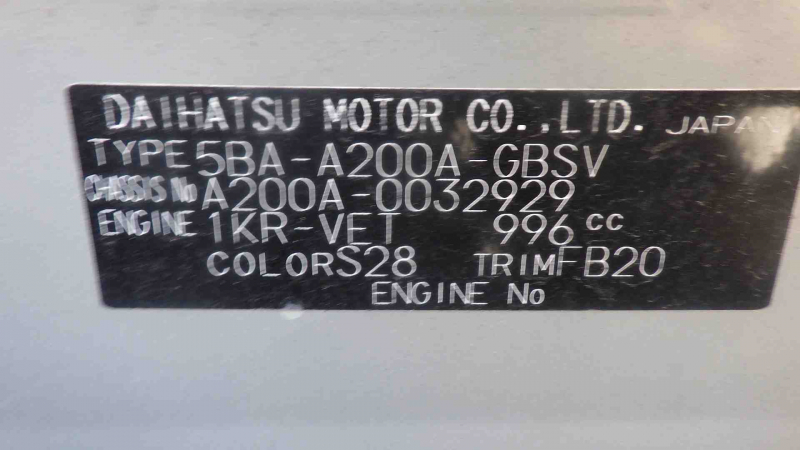 DAIHATSU MOTOR CO.,LTD. JAPAN
TYPE 5BA-A200A-GBSV
CHASSIS No A200A-0032929
ENGINE 1KR-VET 996 cc
COLOR S28 TRIM FB20
ENGINE No